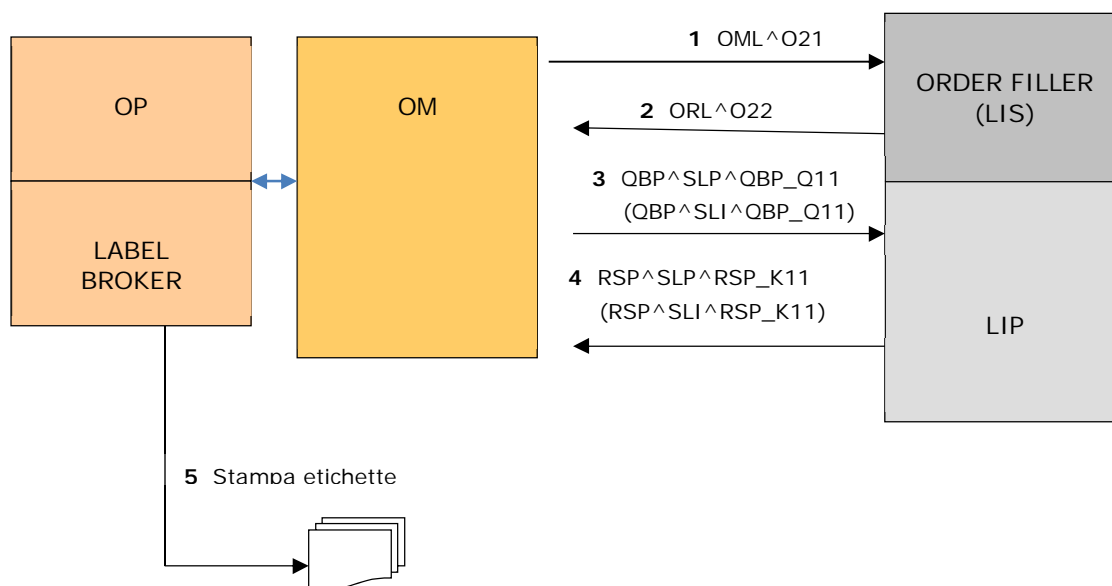 OP
LABEL
BROKER
OM
1 OML^O21
2 ORL^O22
3 QBP^SLP^QBP_Q11
(QBP^SLI^QBP_Q11)
4 RSP^SLP^RSP_K11
(RSP^SLI^RSP_K11)
ORDER FILLER
(LIS)
LIP
5 Stampa etichette